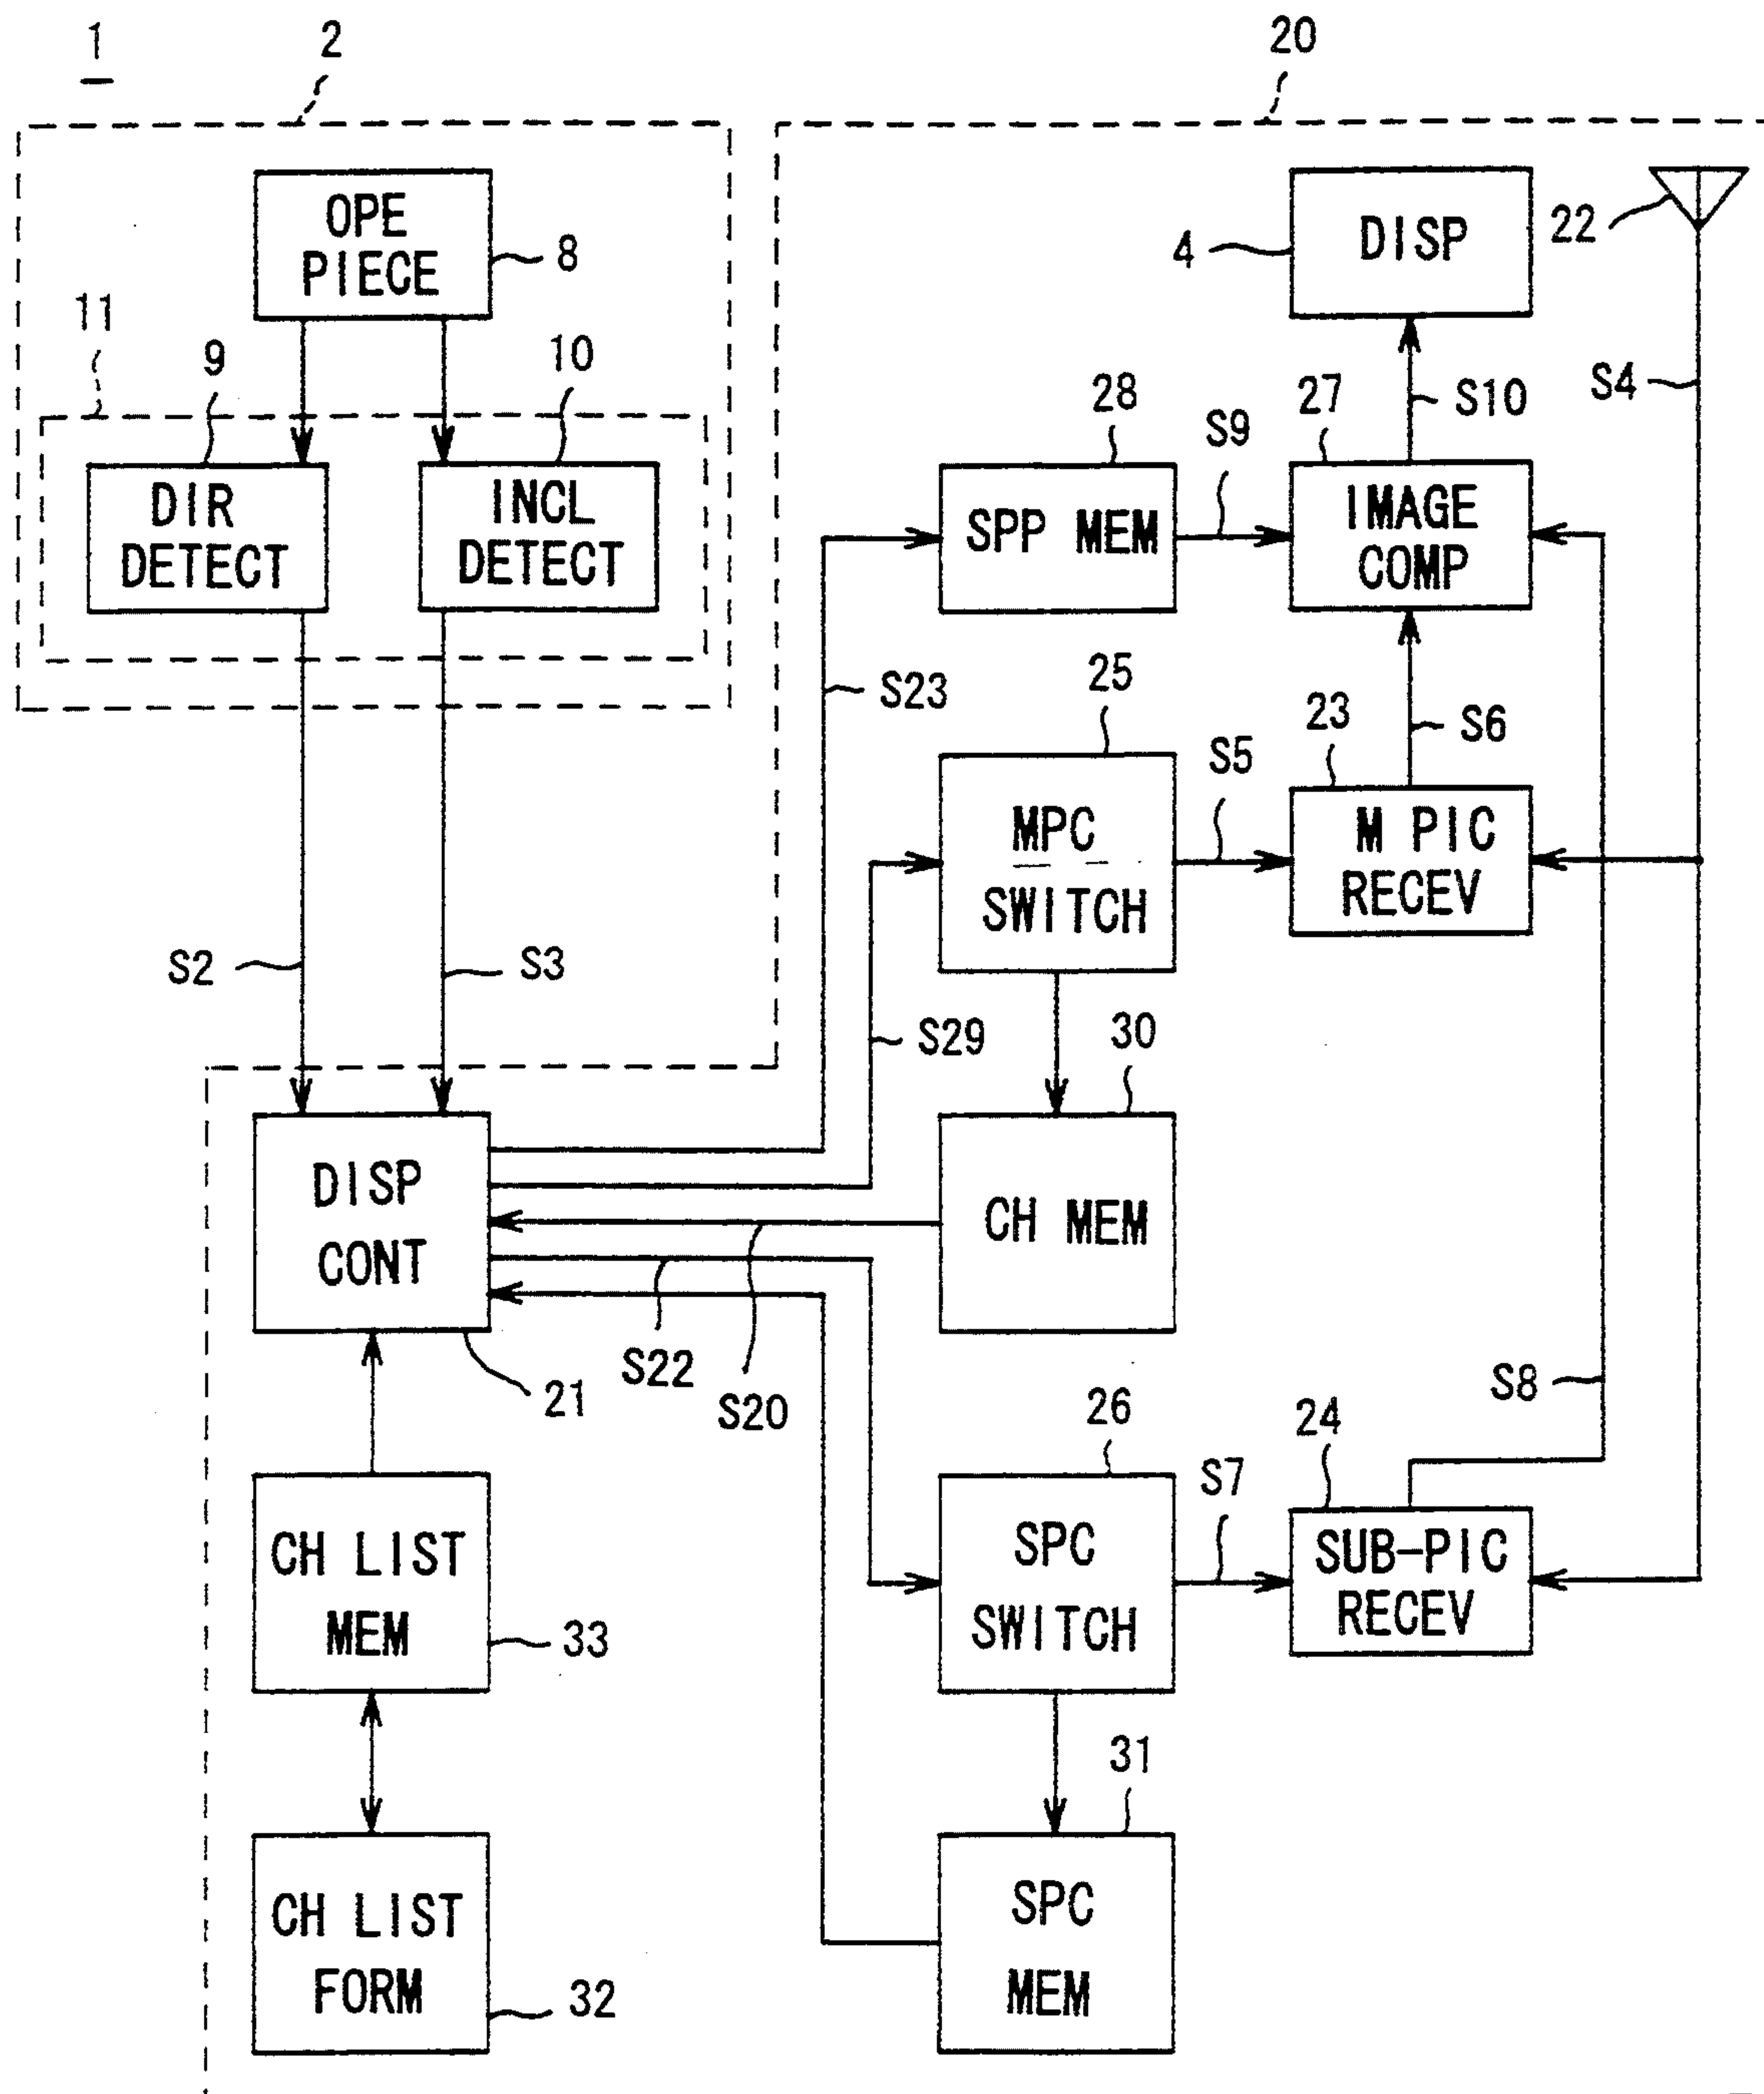 1
2
20
OPE
PIECE
8
DISP
4
22
11
9
10
DIR
DETECT
INCL
DETECT
28
S9
27
S10
S4
SPP MEM
IMAGE
COMP
S23
25
S5
23
S6
MPC
SWITCH
M PIC
RECEV
S2
S3
S29
30
DISP
CONT
CH MEM
21
S22
S20
S8
26
S7
24
CH LIST
MEM
33
SPC
SWITCH
SUB-PIC
RECEV
31
CH LIST
FORM
32
SPC
MEM